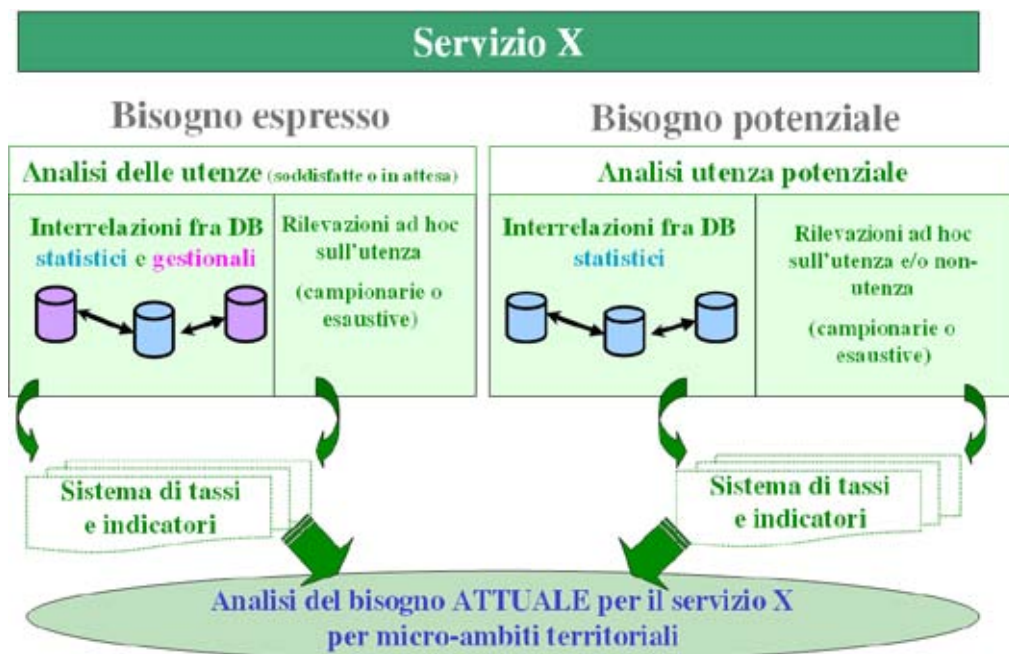 Servizio X
Bisogno espresso
Bisogno potenziale
Analisi delle utenze (soddisfatte o in attesa)
Interrelazioni fra DB
statistici e gestionali
Rilevazioni ad hoc
sull'utenza
(campionarie o
esaustive)
Analisi utenza potenziale
Interrelazioni fra DB
statistici
Rilevazioni ad hoc
sull'utenza e/o non-
utenza
(campionarie o
esaustive)
Sistema di tassi
e indicatori
Sistema di tassi
e indicatori
Analisi del bisogno ATTUALE per il servizio X
per micro-ambiti territoriali